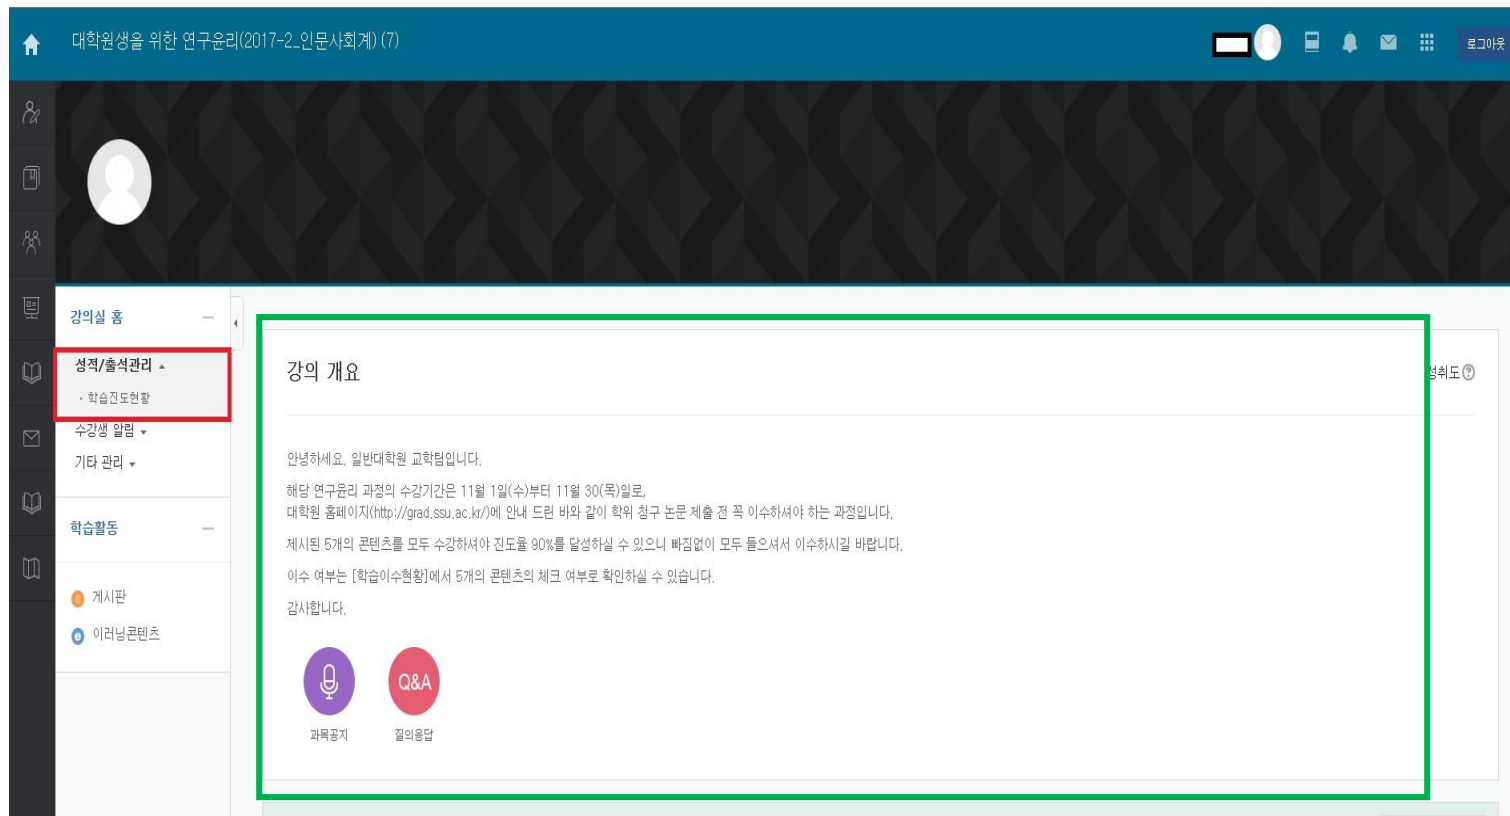 대학원생을 위한 연구윤리(2017-2_인문사회계) (7)
로그아웃
강의실 홈
성적/출석관리
· 학습진도현황
수강생 알림
기타 관리
학습활동
게시판
이러닝콘텐츠
강의 개요
성취도
안녕하세요. 일반대학원 교학팀입니다.
해당 연구윤리 과정의 수강기간은 11월 1일(수)부터 11월 30(목)일로,
대학원 홈페이지(http://grad.ssu.ac.kr/)에 안내 드린 바와 같이 학위 청구 논문 제출 전 꼭 이수하셔야 하는 과정입니다.
제시된 5개의 콘텐츠를 모두 수강하셔야 진도율 90%를 달성하실 수 있으니 빠짐없이 모두 들으셔서 이수하시길 바랍니다.
이수 여부는 [학습이수현황]에서 5개의 콘텐츠의 체크 여부로 확인하실 수 있습니다.
감사합니다.
Q&A
과목공지
질의응답